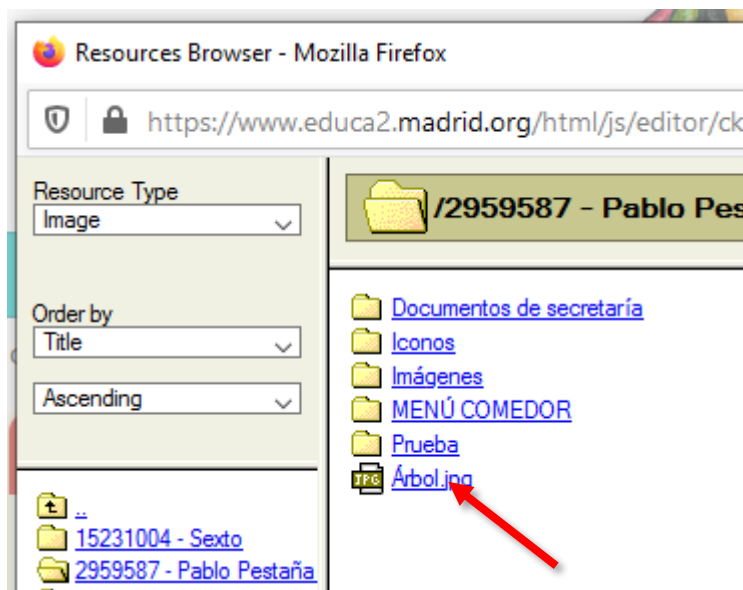 Resources Browser - Mozilla Firefox
https://www.educa2.madrid.org/html/js/editor/ck
Resource Type
Image
/2959587 - Pablo Pes
Order by
Title
Ascending
Documentos de secretaría
Iconos
Imágenes
MENÚ COMEDOR
Prueba
JPG Árbol.jpg
..
15231004 - Sexto
2959587 - Pablo Pestaña